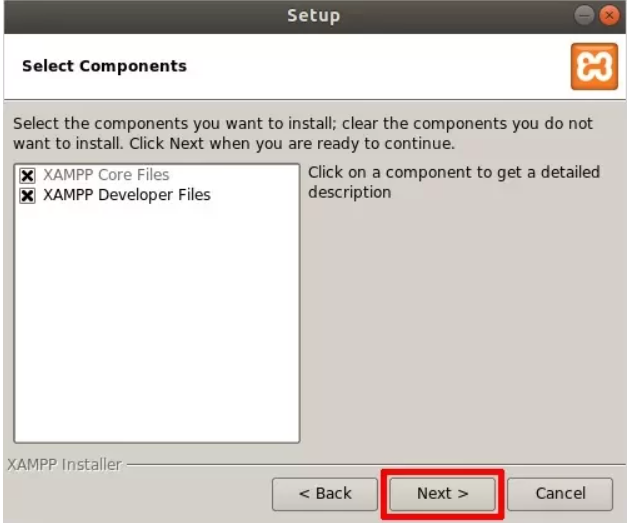 Setup
Select Components
Select the components you want to install; clear the components you do not
want to install. Click Next when you are ready to continue.
XAMPP Core Files
XAMPP Developer Files
Click on a component to get a detailed
description
XAMPP Installer
< Back
Next >
Cancel